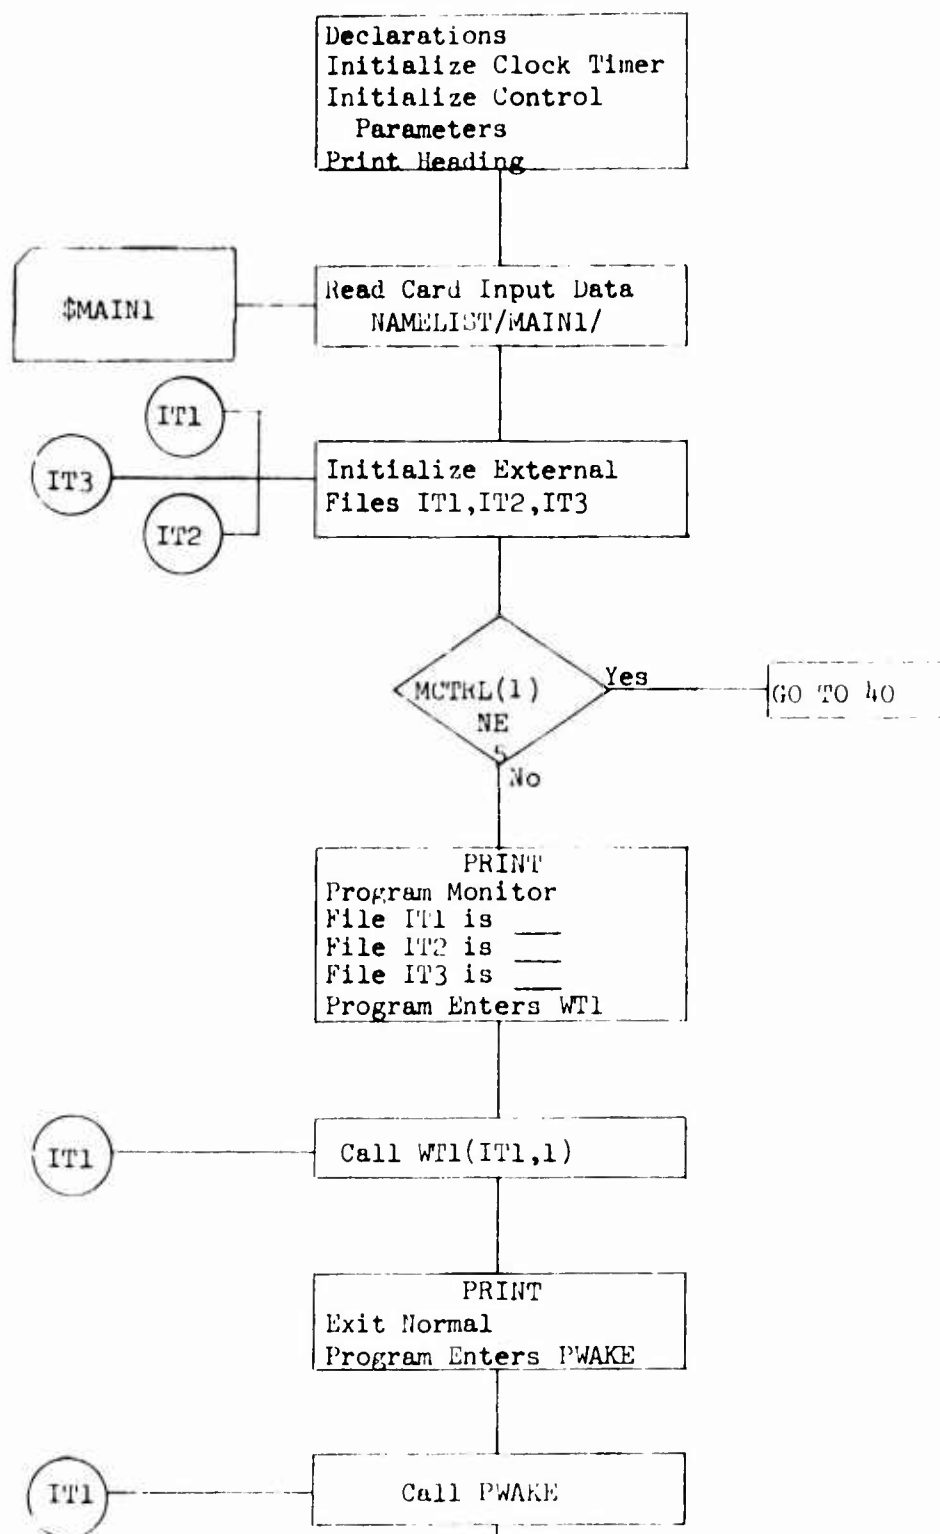 Declarations
Initialize Clock Timer
Initialize Control
Parameters
Print Heading
$MAIN1
Read Card Input Data
NAMELIST/MAIN1/
IT1
IT3
IT2
Initialize External
Files IT1,IT2,IT3
MCTRL(1)
NE
5
Yes
GO TO 40
No
PRINT
Program Monitor
File IT1 is ___
File IT2 is ___
File IT3 is ___
Program Enters WT1
IT1
Call WT1(IT1,1)
PRINT
Exit Normal
Program Enters PWAKE
IT1
Call PWAKE